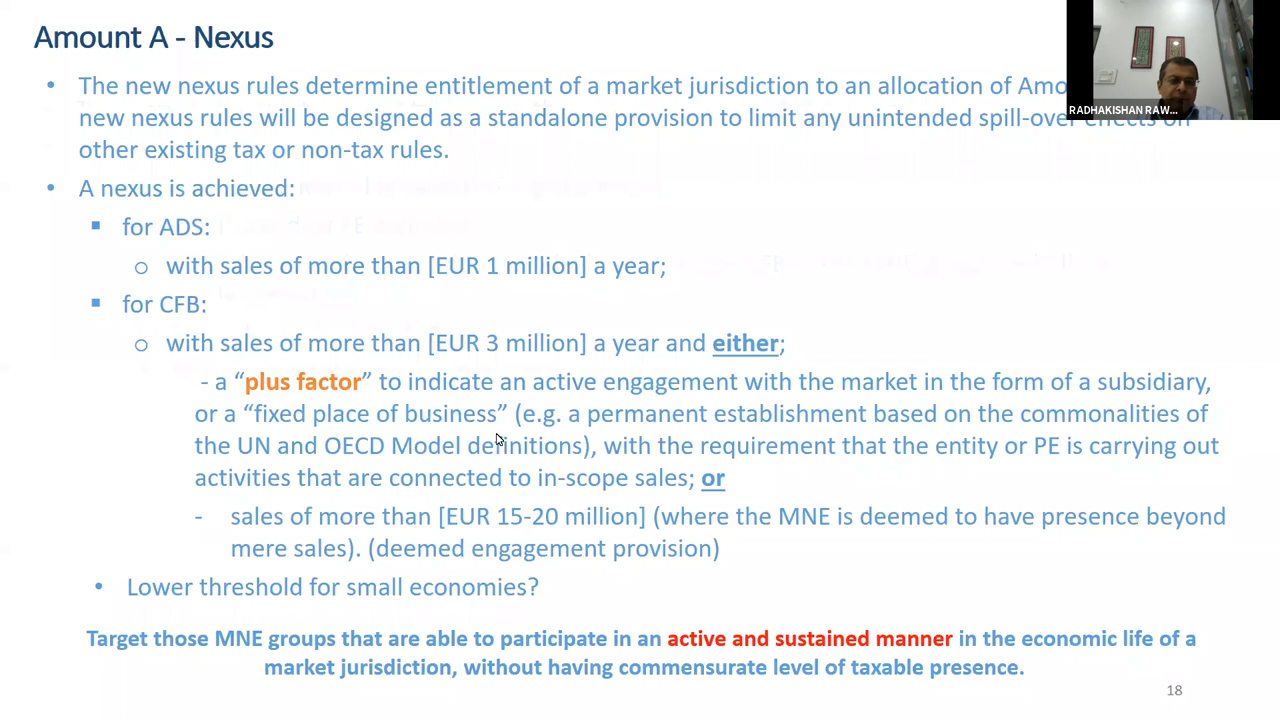 Amount A - Nexus
RADHAKISHAN RAW...
• The new nexus rules determine entitlement of a market jurisdiction to an allocation of
new nexus rules will be designed as a standalone provision to limit any unintended spill-over effects on
other existing tax or non-tax rules.
• A nexus is achieved:
▪ for ADS:
o with sales of more than [EUR 1 million] a year;
▪ for CFB:
o with sales of more than [EUR 3 million] a year and either;
- a “plus factor” to indicate an active engagement with the market in the form of a subsidiary,
or a “fixed place of business” (e.g. a permanent establishment based on the commonalities of
the UN and OECD Model definitions), with the requirement that the entity or PE is carrying out
activities that are connected to in-scope sales; or
- sales of more than [EUR 15-20 million] (where the MNE is deemed to have presence beyond
mere sales). (deemed engagement provision)
• Lower threshold for small economies?
Target those MNE groups that are able to participate in an active and sustained manner in the economic life of a
market jurisdiction, without having commensurate level of taxable presence.
18